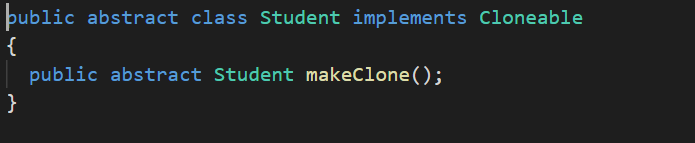 public abstract class Student implements Cloneable
{
  public abstract Student makeClone();
}